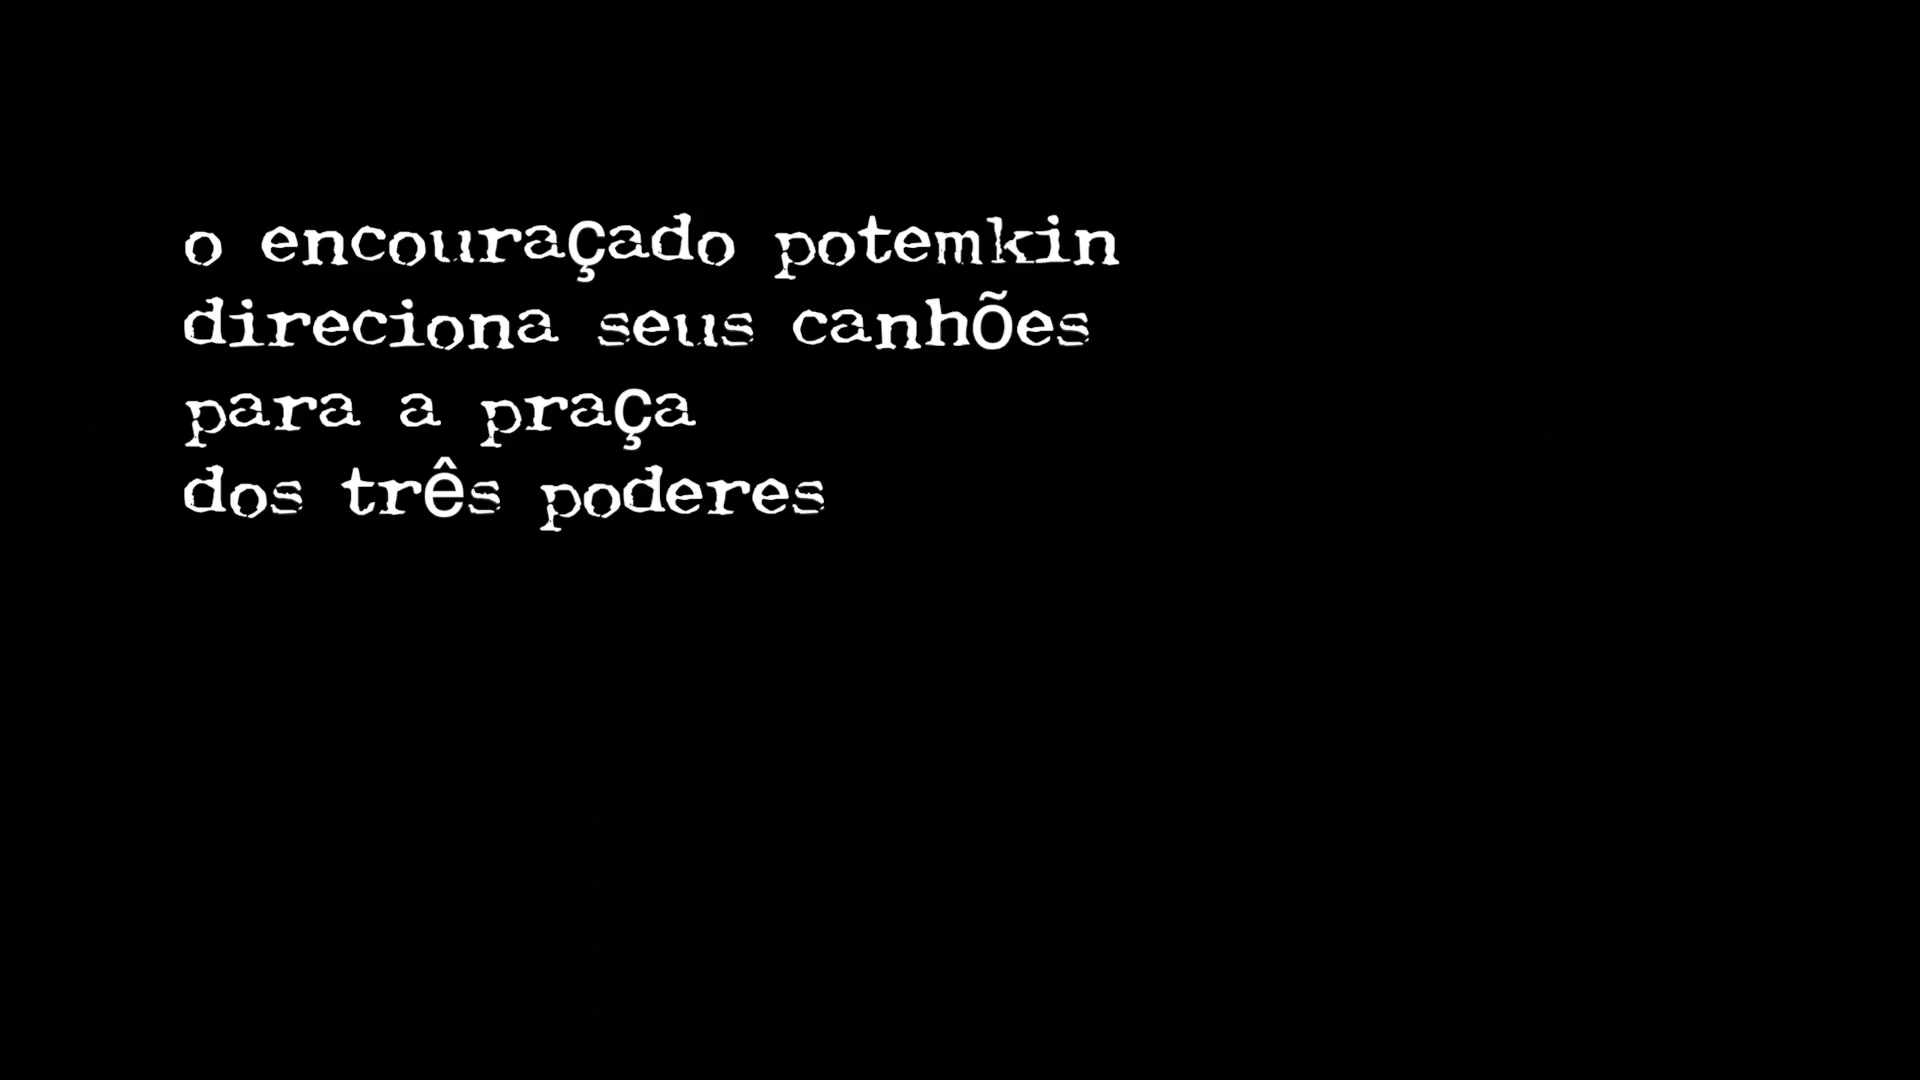 o encouraçado potemkin
direciona seus canhões
para a praça
dos três poderes